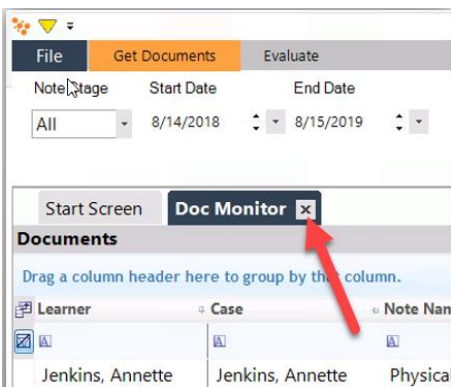 File Get Documents Evaluate
Note Stage Start Date End Date
All 8/14/2018 8/15/2019
Start Screen Doc Monitor
Documents
Drag a column header here to group by that column.
Learner Case Note Nam
Jenkins, Annette Jenkins, Annette Physical